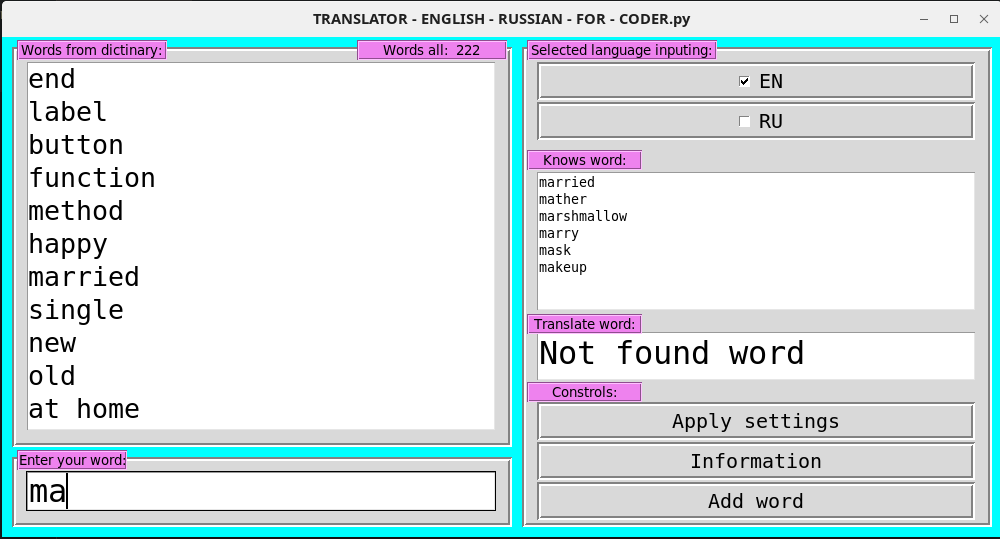 TRANSLATOR - ENGLISH - RUSSIAN - FOR - CODER.py
Words from dictinary:
Words all: 222
end
label
button
function
method
happy
married
single
new
old
at home
Enter your word:
ma
Selected language inputing:
EN
RU
Knows word:
married
mather
marshmallow
marry
mask
makeup
Translate word:
Not found word
Constrols:
Apply settings
Information
Add word